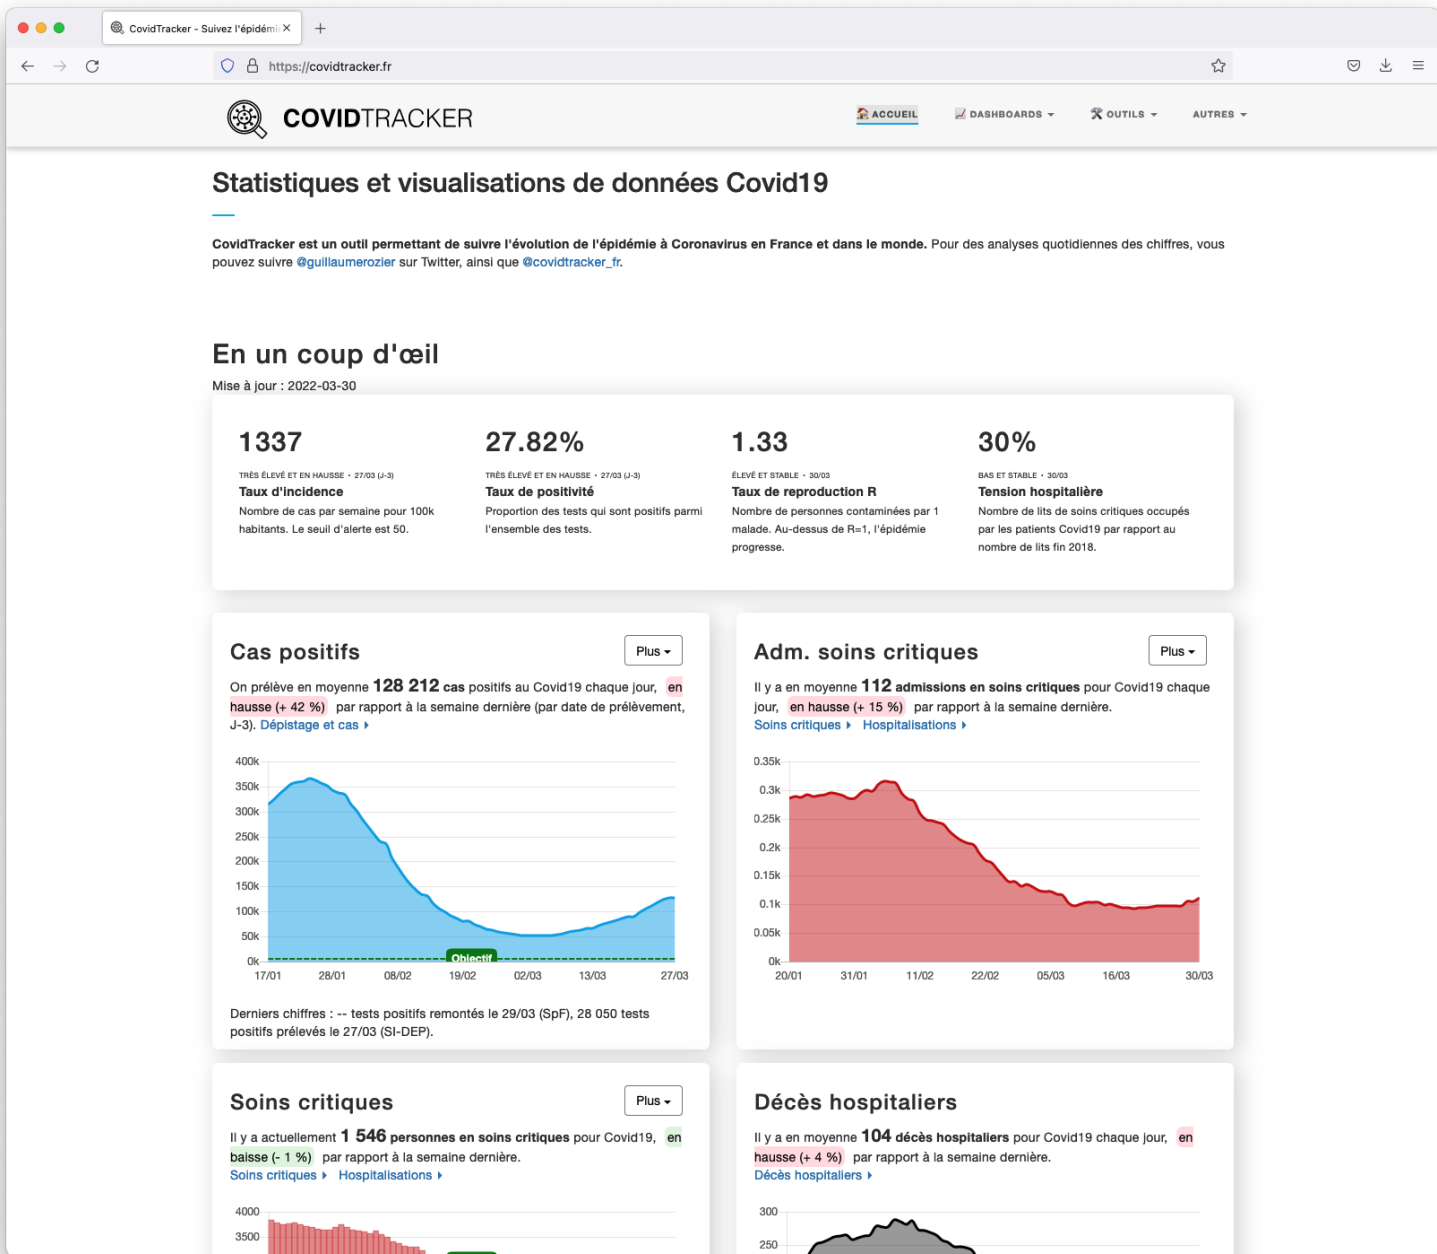 CovidTracker - Suivez l'épidémi
https://covidtracker.fr
COVIDTRACKER
ACCUEIL
DASHBOARDS
OUTILS
AUTRES
Statistiques et visualisations de données Covid19
CovidTracker est un outil permettant de suivre l'évolution de l'épidémie à Coronavirus en France et dans le monde. Pour des analyses quotidiennes des chiffres, vous
pouvez suivre @guillaumerozier sur Twitter, ainsi que @covidtracker_fr.
En un coup d'œil
Mise à jour : 2022-03-30
1337
TRÈS ÉLEVÉ ET EN HAUSSE • 27/03 (J-3)
Taux d'incidence
Nombre de cas par semaine pour 100k
habitants. Le seuil d'alerte est 50.
27.82%
TRÈS ÉLEVÉ ET EN HAUSSE • 27/03 (J-3)
Taux de positivité
Proportion des tests qui sont positifs parmi
l'ensemble des tests.
1.33
ÉLEVÉ ET STABLE • 30/03
Taux de reproduction R
Nombre de personnes contaminées par 1
malade. Au-dessus de R=1, l'épidémie
progresse.
30%
BAS ET STABLE • 30/03
Tension hospitalière
Nombre de lits de soins critiques occupés
par les patients Covid19 par rapport au
nombre de lits fin 2018.
Cas positifs
Plus
On prélève en moyenne 128 212 cas positifs au Covid19 chaque jour, en
hausse (+ 42 %) par rapport à la semaine dernière (par date de prélèvement,
J-3). Dépistage et cas
400k
350k
300k
250k
200k
150k
100k
50k
0k
Objectif
17/01 28/01 08/02 19/02 02/03 13/03 27/03
Derniers chiffres : -- tests positifs remontés le 29/03 (SpF), 28 050 tests
positifs prélevés le 27/03 (SI-DEP).
Adm. soins critiques
Plus
Il y a en moyenne 112 admissions en soins critiques pour Covid19 chaque
jour, en hausse (+ 15 %) par rapport à la semaine dernière.
Soins critiques Hospitalisations
0.35k
0.3k
0.25k
0.2k
0.15k
0.1k
0.05k
0k
20/01 31/01 11/02 22/02 05/03 16/03 30/03
Soins critiques
Plus
Il y a actuellement 1 546 personnes en soins critiques pour Covid19, en
baisse (- 1 %) par rapport à la semaine dernière.
Soins critiques Hospitalisations
4000
3500
Décès hospitaliers
Il y a en moyenne 104 décès hospitaliers pour Covid19 chaque jour, en
hausse (+ 4 %) par rapport à la semaine dernière.
Décès hospitaliers
300
250